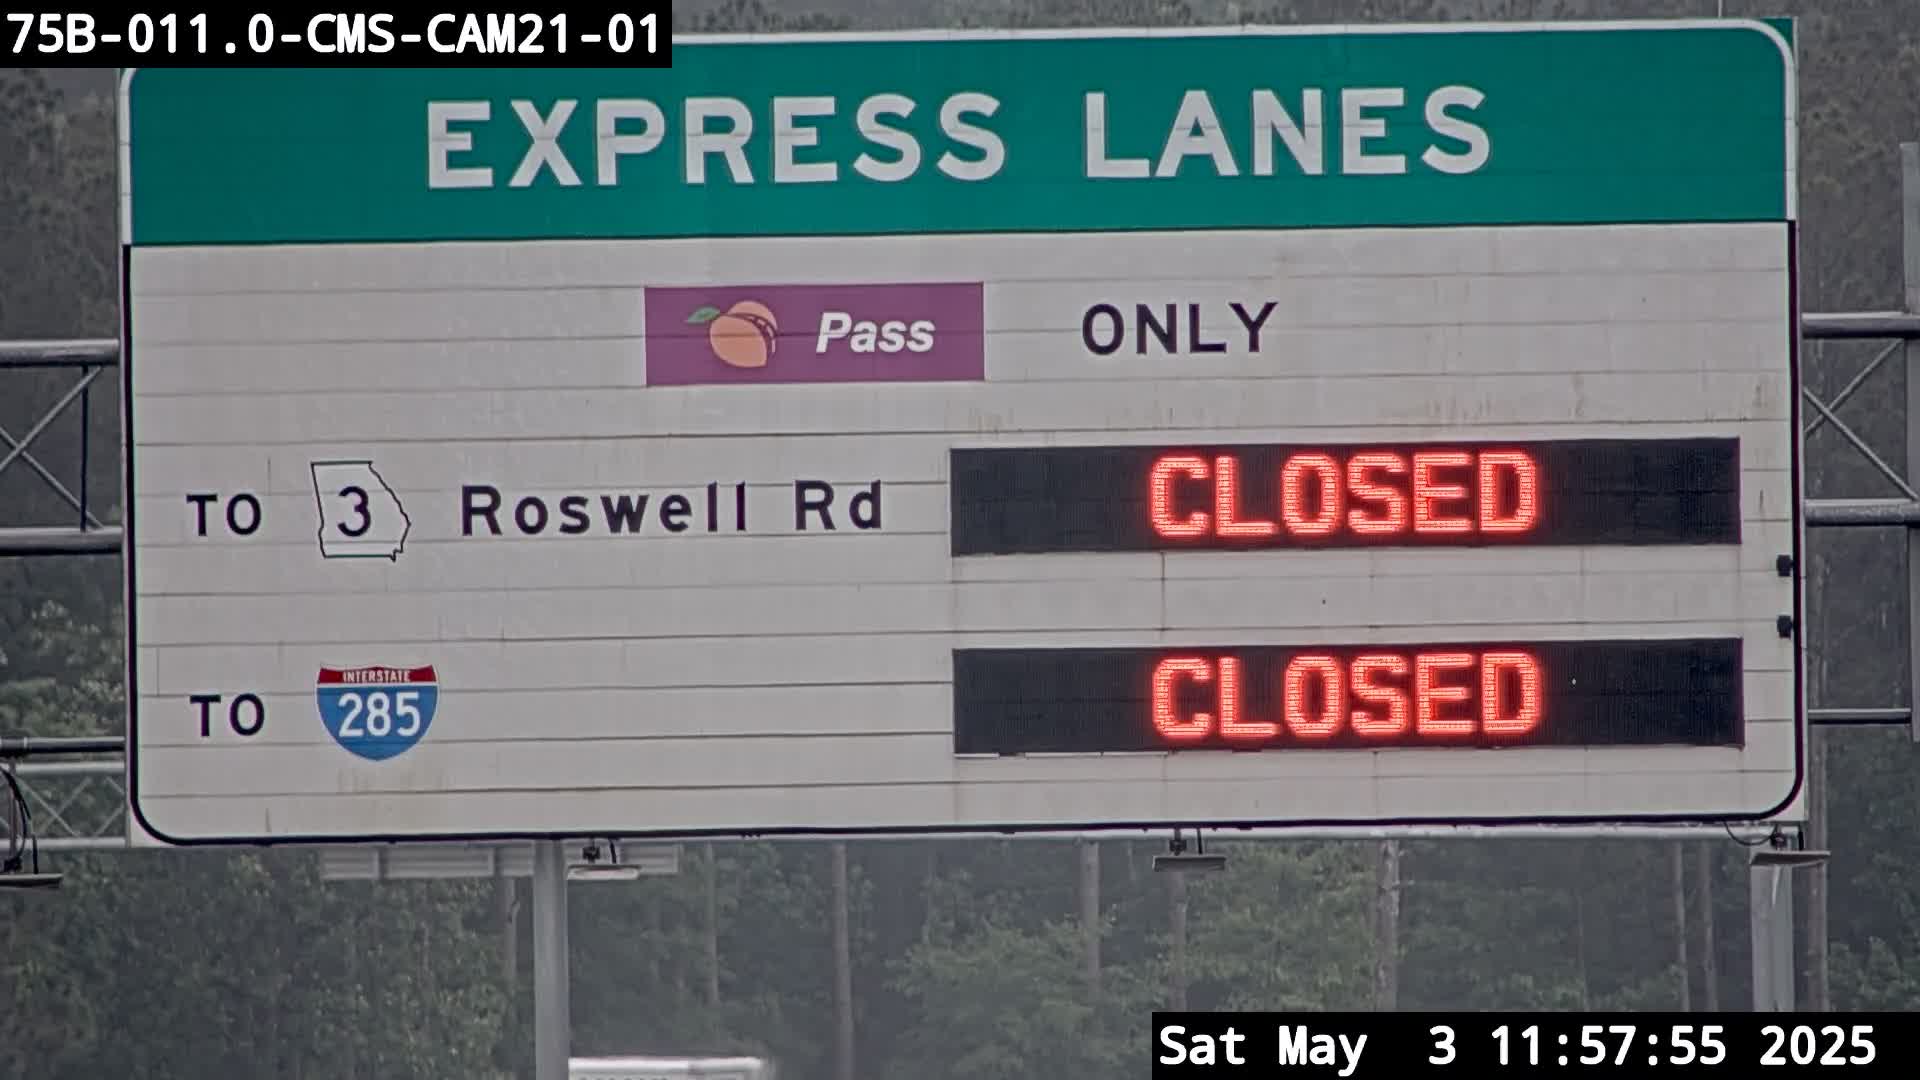 75B-011.0-CMS-CAM21-01
EXPRESS LANES
Pass ONLY
TO 3 Roswell Rd CLOSED
TO INTERSTATE 285 CLOSED
Sat May 3 11:57:55 2025